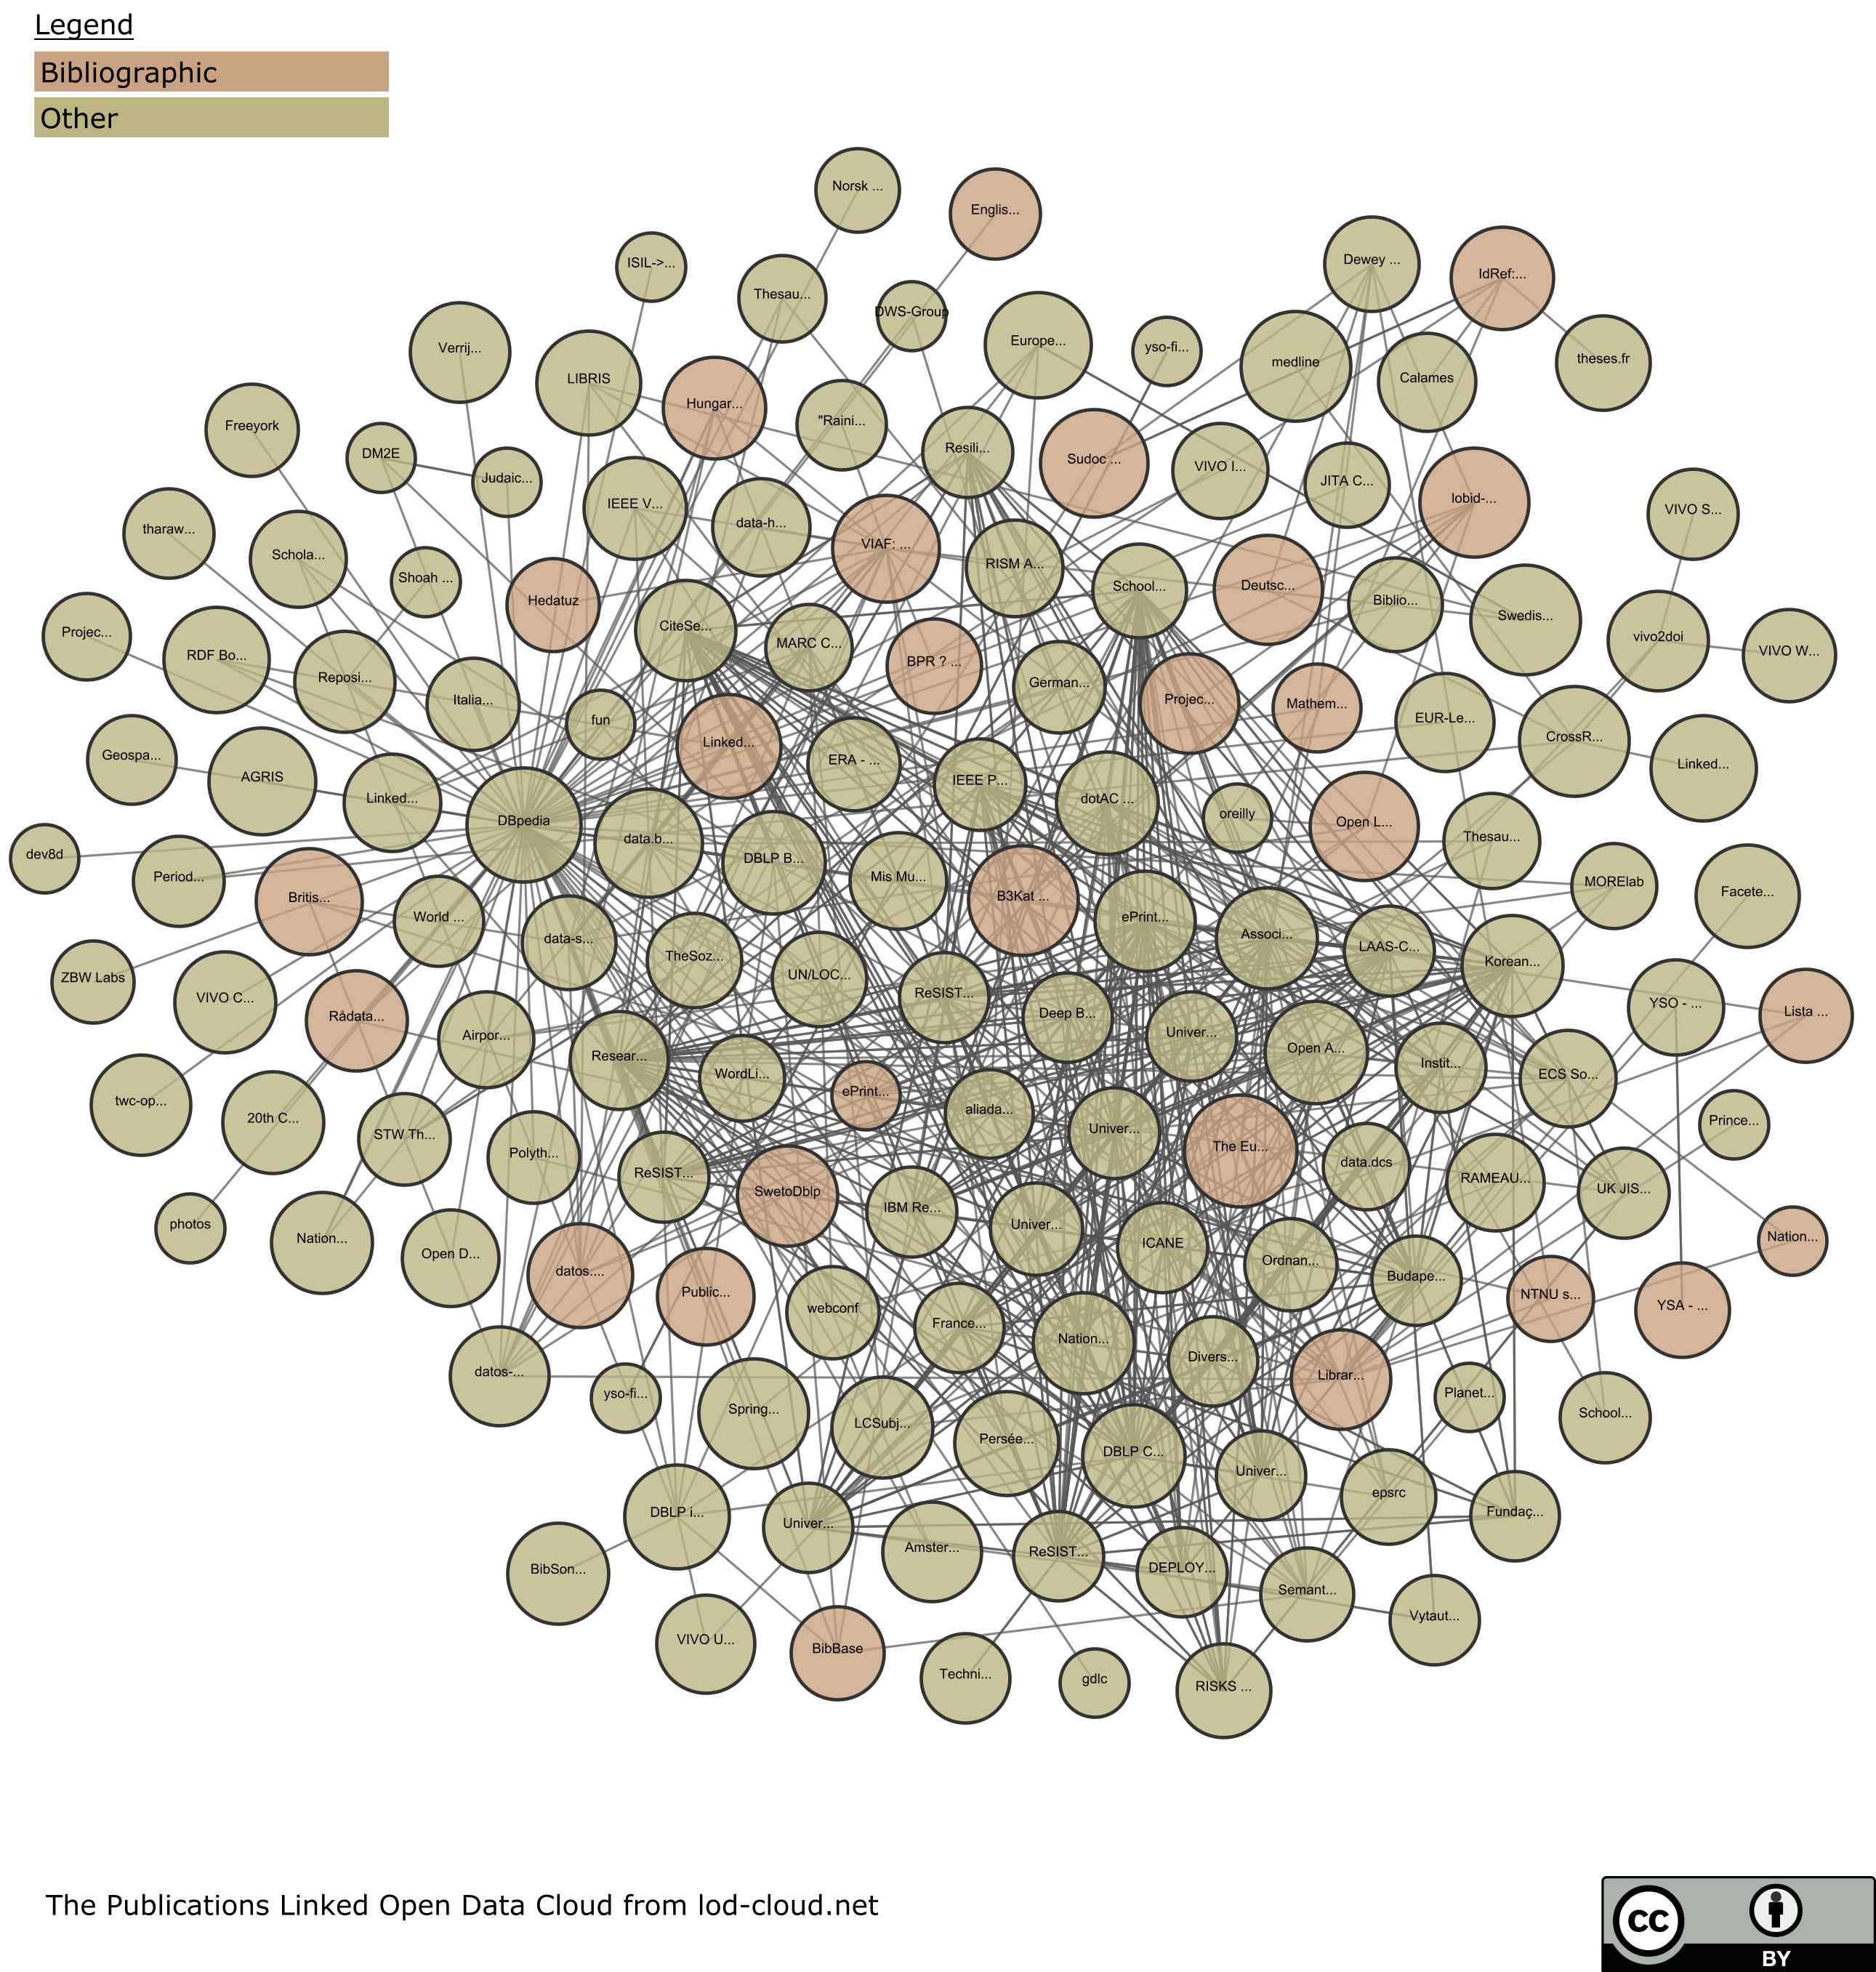 Legend
Bibliographic
Other
Norsk ...
Englis...
ISIL->...
Dewey ...
IdRef:...
Thesau...
DWS-Group
Europe...
yso-fi...
Verrij...
LIBRIS
medline
theses.fr
Calames
Hungar...
"Raini...
Freeyork
DM2E
Resili...
Sudoc ...
VIVO I...
Judaic...
JITA C...
lobid-...
IEEE V...
data-h...
VIVO S...
tharaw...
Schola...
VIAF: ...
RISM A...
Shoah ...
School...
Deutsc...
Hedatuz
Biblio...
Swedis...
Projec...
CiteSe...
MARC C...
vivo2doi
RDF Bo...
BPR ? ...
VIVO W...
Reposi...
German...
Italia...
Projec...
Mathem...
fun
EUR-Le...
Linked...
CrossR...
Geospa...
AGRIS
ERA - ...
Linked...
IEEE P...
Linked...
dotAC ...
oreilly
DBpedia
Open L...
data.b...
Thesau...
dev8d
DBLP B...
Period...
Mis Mu...
MORElab
Britis...
B3Kat ...
Facete...
World ...
ePrint...
data-s...
Associ...
LAAS-C...
TheSoz...
Korean...
ZBW Labs
UN/LOC...
VIVO C...
ReSIST...
YSO - ...
Rådata...
Deep B...
Lista ...
Airpor...
Univer...
Open A...
Resear...
Instit...
WordLi...
ECS So...
ePrint...
twc-op...
aliada...
20th C...
Prince...
STW Th...
Univer...
Polyth...
The Eu...
data.dcs
ReSIST...
RAMEAU...
SwetoDblp
UK JIS...
IBM Re...
photos
Univer...
Nation...
ICANE
Nation...
Open D...
Ordnan...
datos....
Budape...
Public...
NTNU s...
YSA - ...
webconf
France...
Nation...
Divers...
datos-...
Librar...
yso-fi...
Planet...
Spring...
School...
LCSubj...
Persée...
DBLP C...
Univer...
epsrc
DBLP i...
Fundaç...
Univer...
Amster...
ReSIST...
BibSon...
DEPLOY...
Semant...
Vytaut...
VIVO U...
BibBase
Techni...
gdlc
RISKS ...
The Publications Linked Open Data Cloud from lod-cloud.net
cc
BY